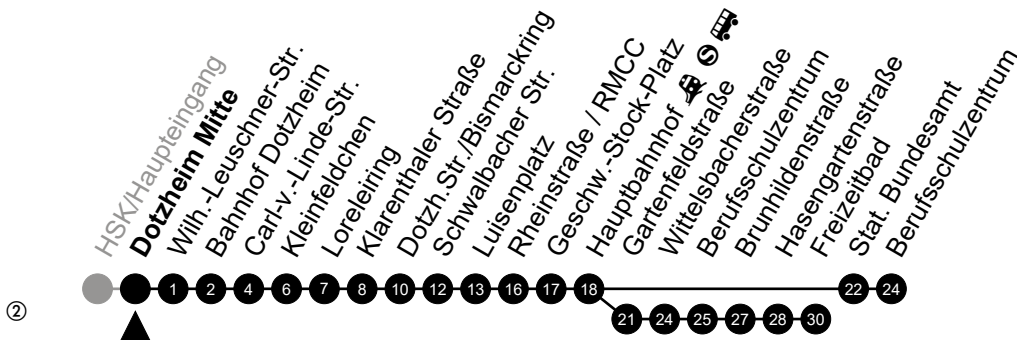 HSK/Haupteingang
Dotzheim Mitte
Wilh.-Leuschner-Str.
Bahnhof Dotzheim
Carl-v.-Linde-Str.
Kleinfeldchen
Loreleiring
Klarenthaler Straße
Dotzh.Str./Bismarckring
Schwalbacher Str.
Luisenplatz
Rheinstraße / RMCC
Geschw.-Stock-Platz
Hauptbahnhof S
Gartenfeldstraße
Wittelsbacherstraße
Berufsschulzentrum
Brunhildenstraße
Hasengartenstraße
Freizeitbad
Stat. Bundesamt
Berufsschulzentrum
1 2 4 6 7 8 10 12 13 16 17 18 22 24
② 21 24 25 27 28 30